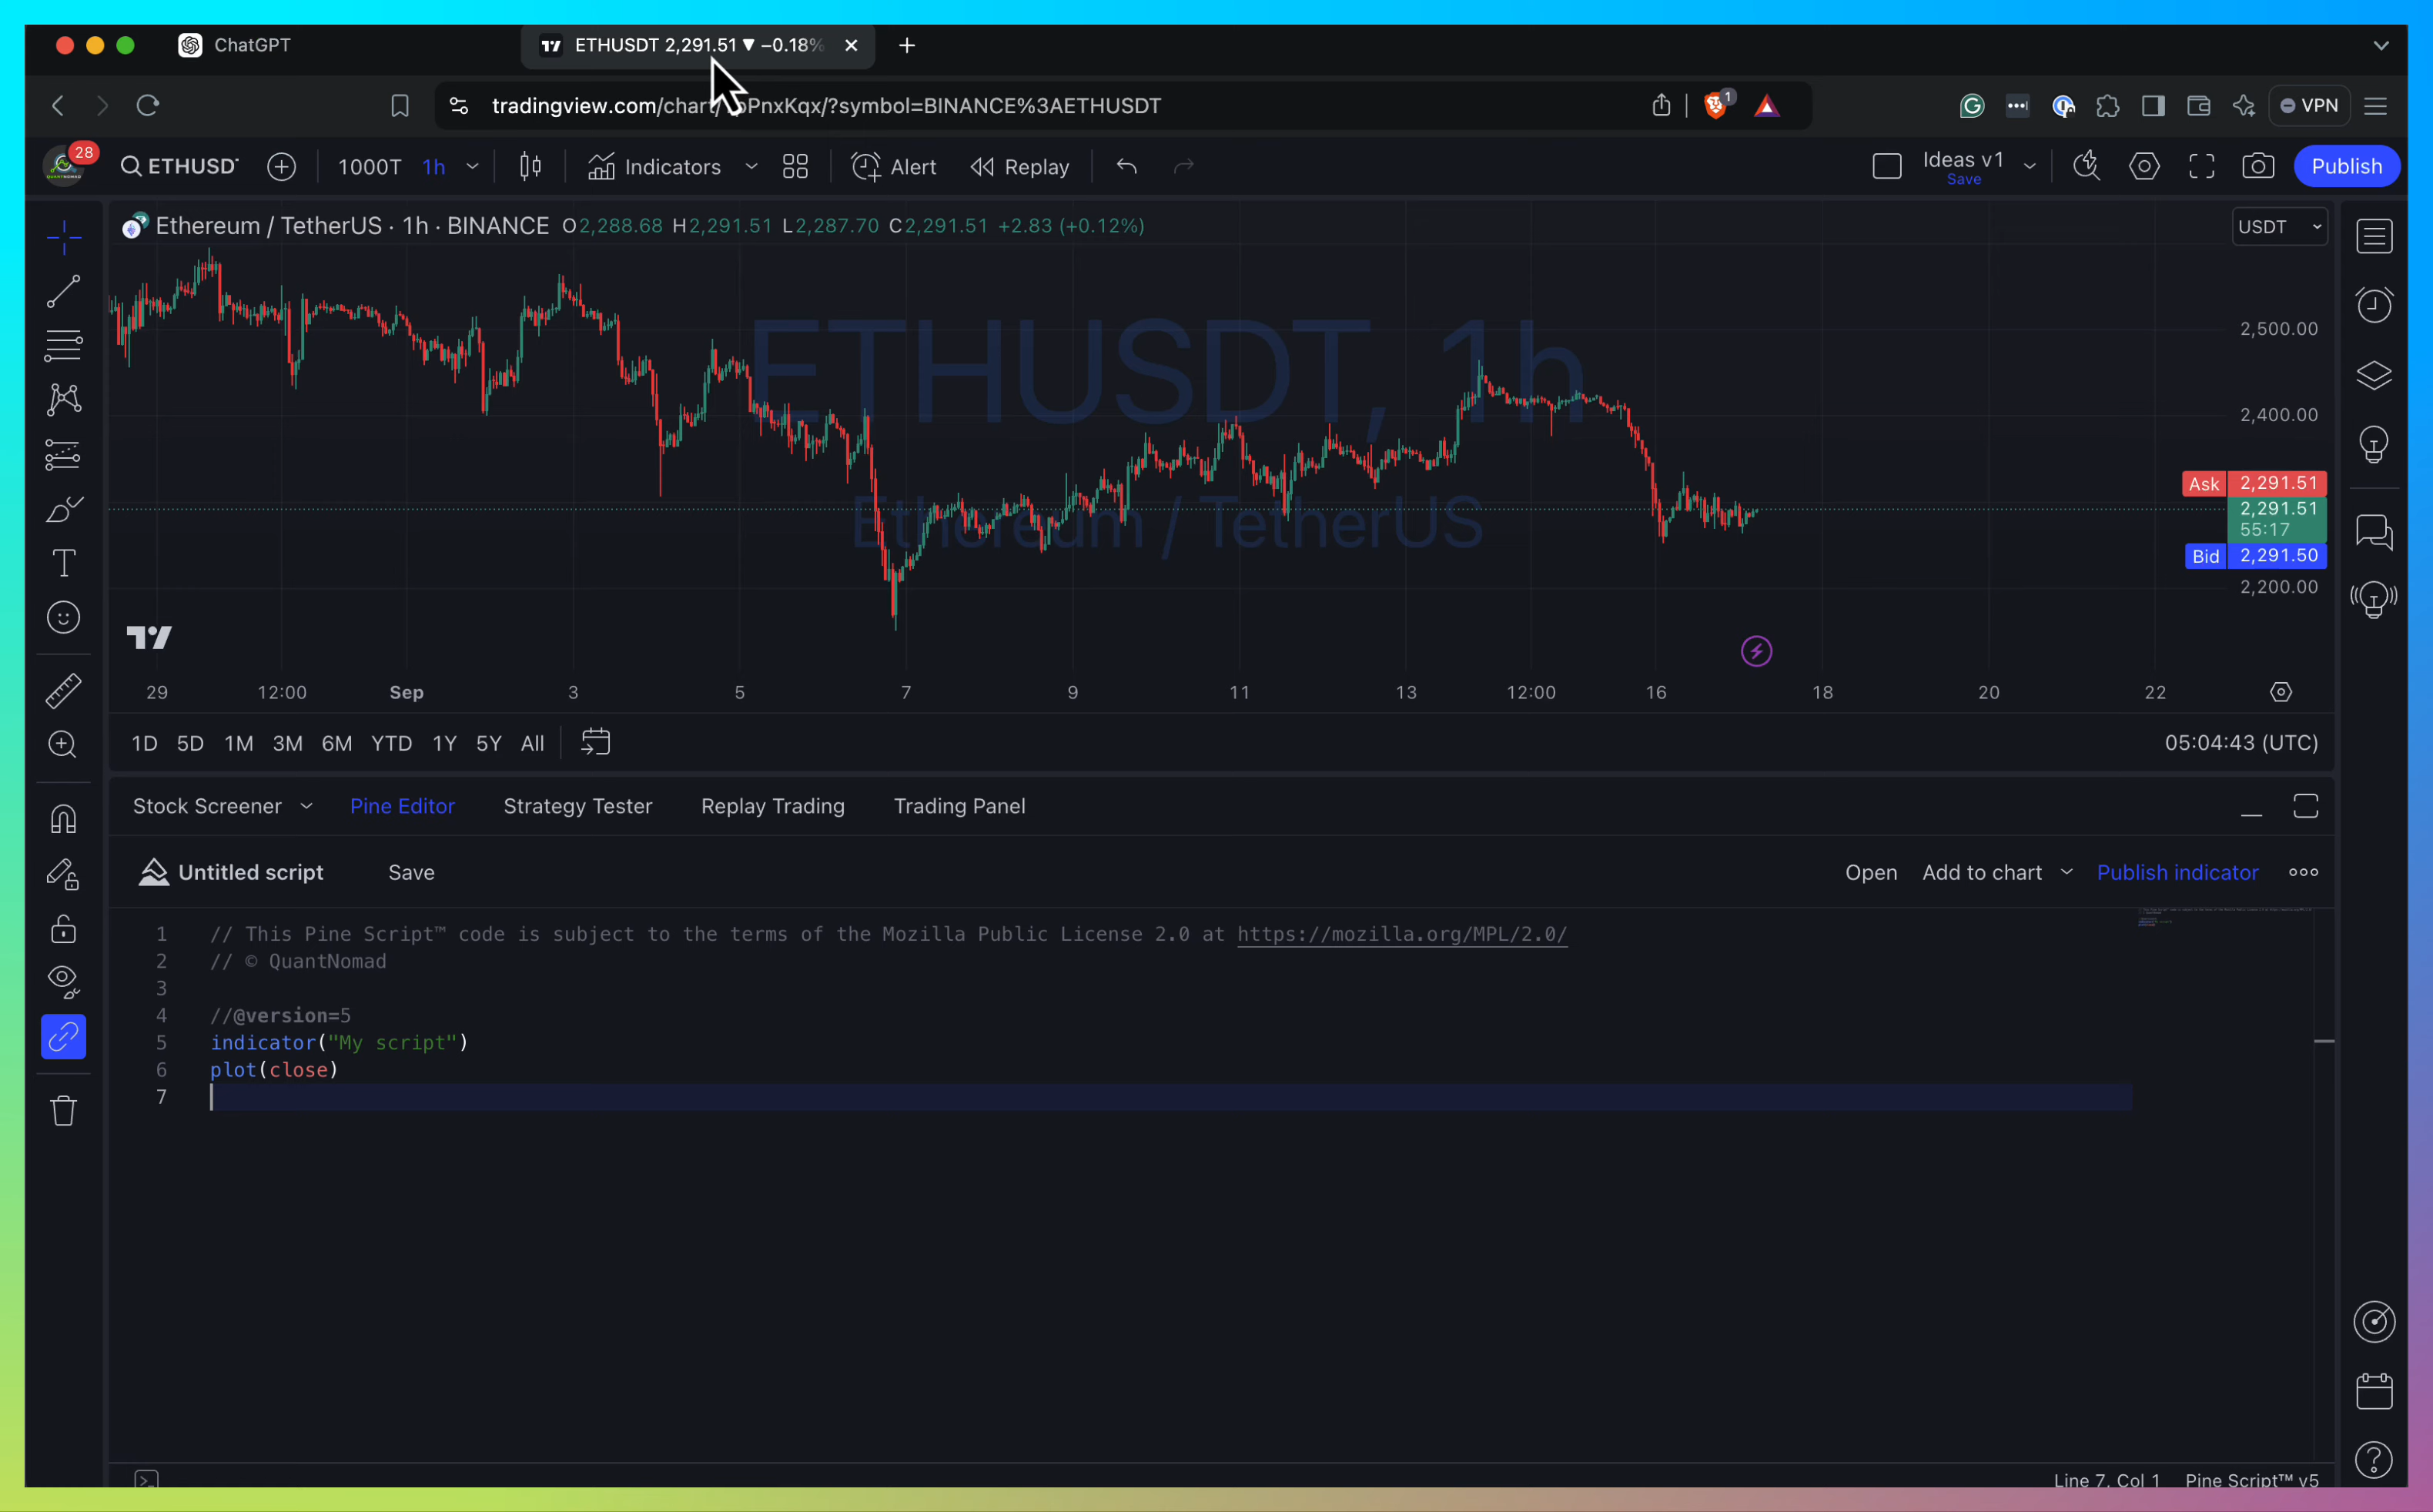 ChatGPT
ETHUSDT 2,291.51 ▼ −0.18%
tradingview.com/chart/ PnxKqx/?symbol=BINANCE%3AETHUSDT
1
VPN
28
ETHUSD
1000T 1h
Indicators
Alert
Replay
Ideas v1
Save
Publish
Ethereum / TetherUS · 1h · BINANCE O2,288.68 H2,291.51 L2,287.70 C2,291.51 +2.83 (+0.12%)
USDT
ETHUSDT, 1h
Ethereum / TetherUS
2,500.00
2,400.00
Ask 2,291.51
2,291.51
55:17
Bid 2,291.50
2,200.00
29 12:00 Sep 3 5 7 9 11 13 12:00 16 18 20 22
1D 5D 1M 3M 6M YTD 1Y 5Y All
05:04:43 (UTC)
Stock Screener Pine Editor Strategy Tester Replay Trading Trading Panel
Untitled script Save Open Add to chart Publish indicator
1 // This Pine Script™ code is subject to the terms of the Mozilla Public License 2.0 at https://mozilla.org/MPL/2.0/
2 // © QuantNomad
3
4 //@version=5
5 indicator("My script")
6 plot(close)
7
Line 7, Col 1 Pine Script™ v5